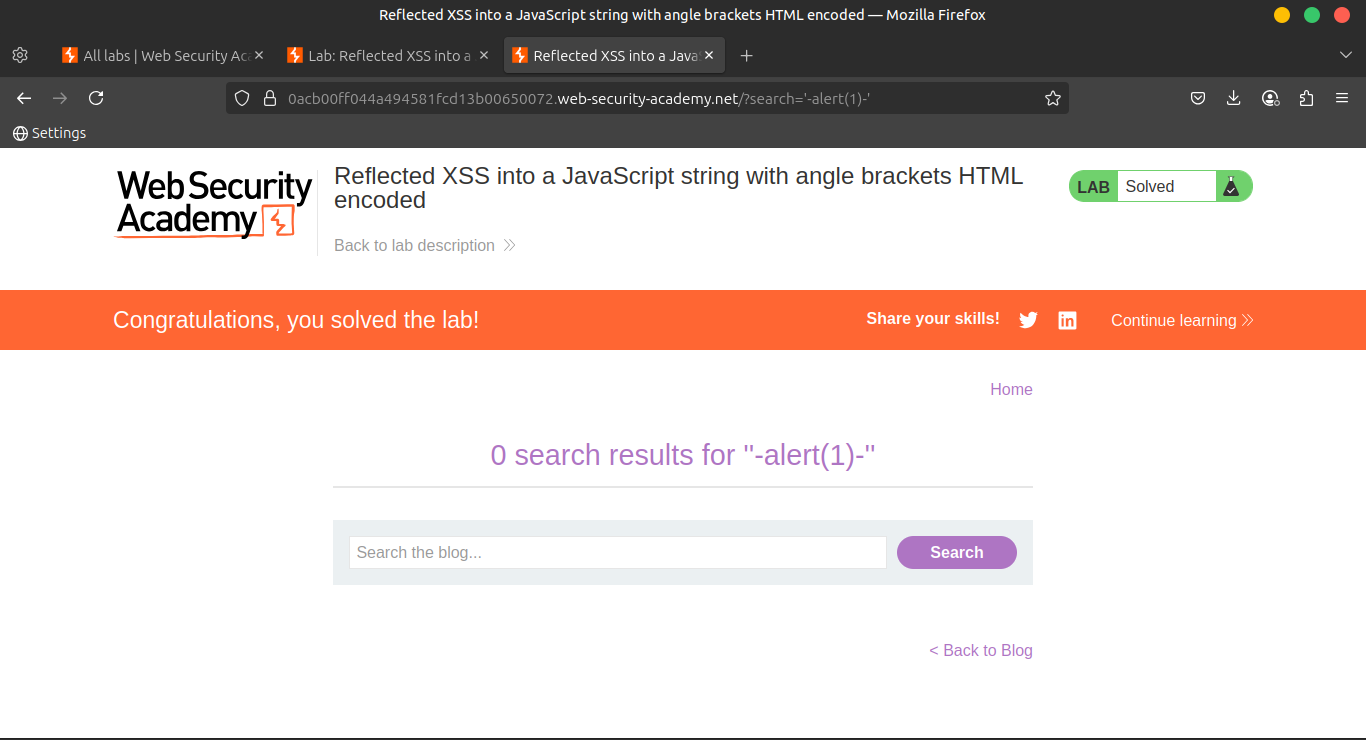 Reflected XSS into a JavaScript string with angle brackets HTML encoded — Mozilla Firefox
All labs | Web Security Ac
Lab: Reflected XSS into a
Reflected XSS into a Java
0acb00ff044a494581fcd13b00650072.web-security-academy.net/?search='-alert(1)-'
Settings
Web Security
Academy
Reflected XSS into a JavaScript string with angle brackets HTML
encoded
LAB Solved
Back to lab description
Congratulations, you solved the lab!
Share your skills!
Continue learning
Home
0 search results for ''-alert(1)-''
Search the blog...
Search
< Back to Blog